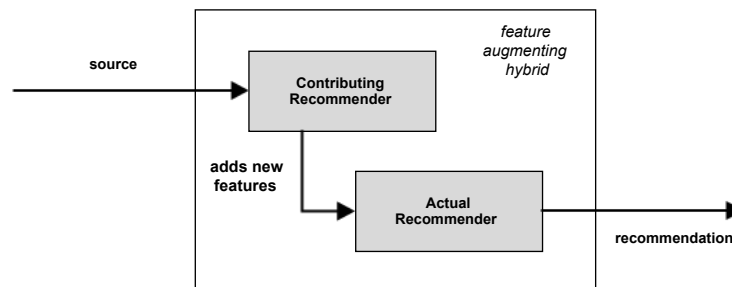 source
feature
augmenting
hybrid
Contributing
Recommender
adds new
features
Actual
Recommender
recommendation